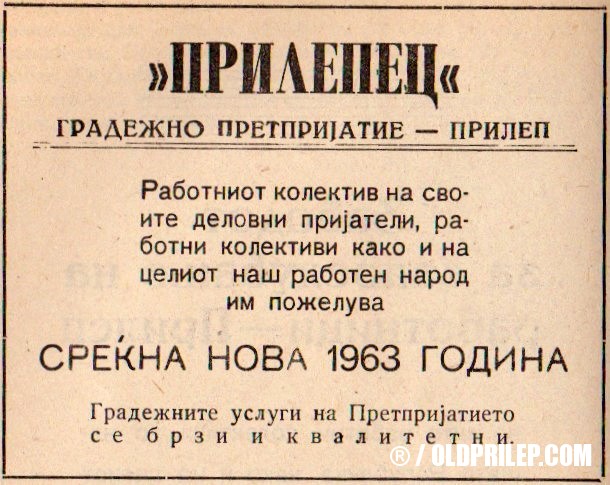 »ПРИЛЕПЕЦ«
ГРАДЕЖНО ПРЕТПРИЈАТИЕ — ПРИЛЕП
Работниот колектив на сво-
ите деловни пријатели, ра-
ботни колективи како и на
целиот наш работен народ
им пожелува
СРЕЌНА НОВА 1963 ГОДИНА
Градежните услуги на Претпријатието
се брзи и квалитетни.
® / OLDPRILEP.COM